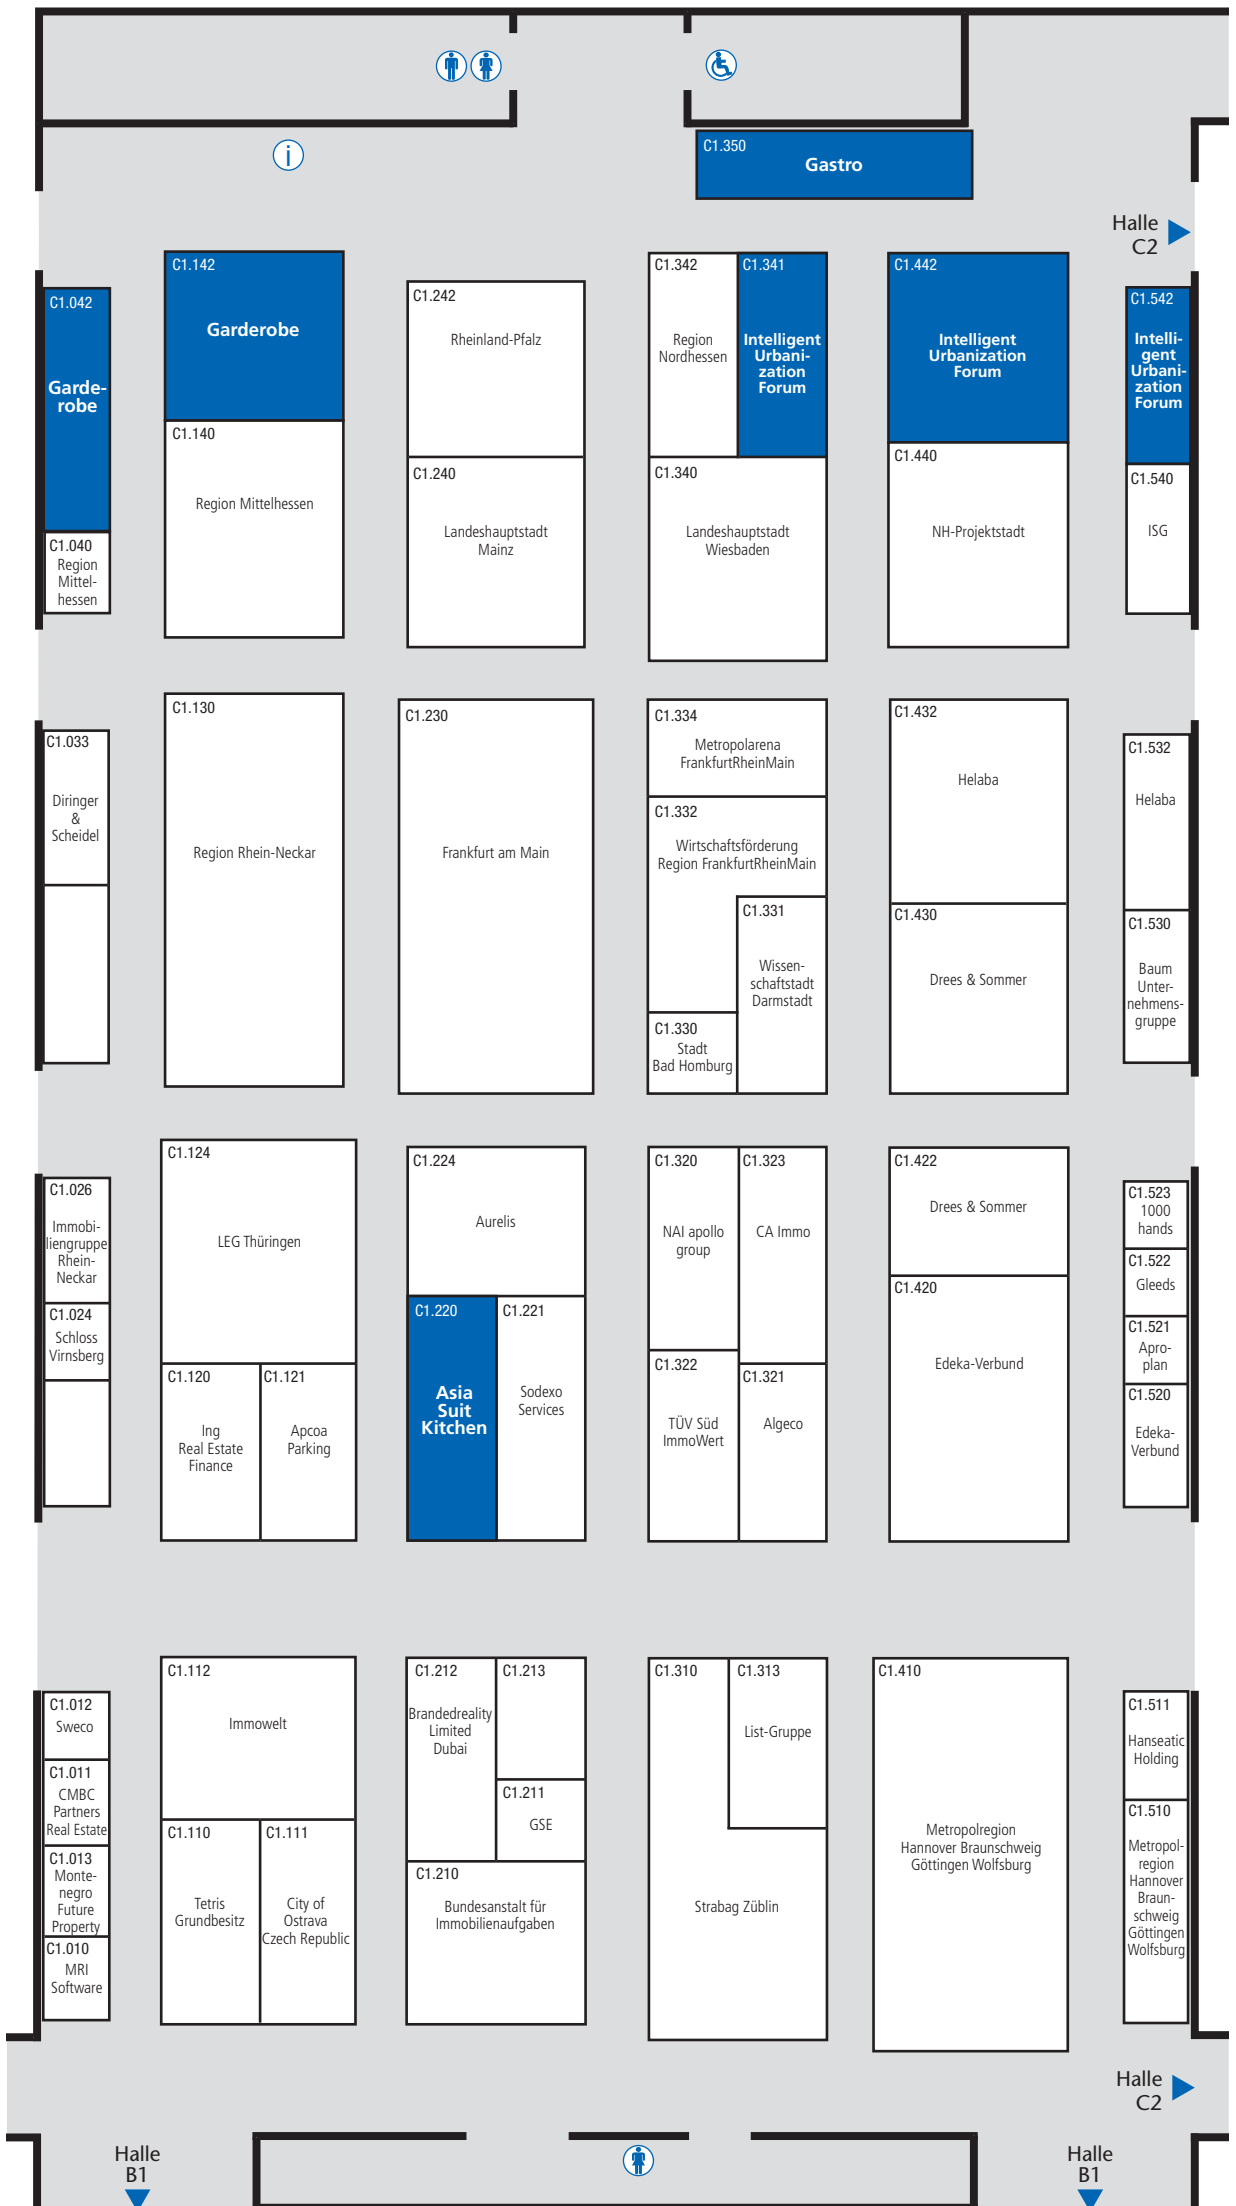 i
C1.350
Gastro
Halle
C2
C1.042
Garde-
robe
C1.040
Region
Mittel-
hessen
C1.142
Garderobe
C1.140
Region Mittelhessen
C1.242
Rheinland-Pfalz
C1.240
Landeshauptstadt
Mainz
C1.342
Region
Nordhessen
C1.341
Intelligent
Urbani-
zation
Forum
C1.340
Landeshauptstadt
Wiesbaden
C1.442
Intelligent
Urbanization
Forum
C1.440
NH-Projektstadt
C1.542
Intelli-
gent
Urbani-
zation
Forum
C1.540
ISG
C1.033
Diringer
&
Scheidel
C1.130
Region Rhein-Neckar
C1.230
Frankfurt am Main
C1.334
Metropolarena
FrankfurtRheinMain
C1.332
Wirtschaftsförderung
Region FrankfurtRheinMain
C1.331
Wissen-
schaftstadt
Darmstadt
C1.330
Stadt
Bad Homburg
C1.432
Helaba
C1.430
Drees & Sommer
C1.532
Helaba
C1.530
Baum
Unter-
nehmens-
gruppe
C1.026
Immobi-
liengruppe
Rhein-
Neckar
C1.024
Schloss
Virnsberg
C1.124
LEG Thüringen
C1.120
Ing
Real Estate
Finance
C1.121
Apcoa
Parking
C1.224
Aurelis
C1.220
Asia
Suit
Kitchen
C1.221
Sodexo
Services
C1.320
NAI apollo
group
C1.323
CA Immo
C1.322
TÜV Süd
ImmoWert
C1.321
Algeco
C1.422
Drees & Sommer
C1.420
Edeka-Verbund
C1.523
1000
hands
C1.522
Gleeds
C1.521
Apro-
plan
C1.520
Edeka-
Verbund
C1.012
Sweco
C1.011
CMBC
Partners
Real Estate
C1.013
Monte-
negro
Future
Property
C1.010
MRI
Software
C1.112
Immowelt
C1.110
Tetris
Grundbesitz
C1.111
City of
Ostrava
Czech Republic
C1.212
Brandedreality
Limited
Dubai
C1.213
C1.211
GSE
C1.210
Bundesanstalt für
Immobilienaufgaben
C1.310
Strabag Züblin
C1.313
List-Gruppe
C1.410
Metropolregion
Hannover Braunschweig
Göttingen Wolfsburg
C1.511
Hanseatic
Holding
C1.510
Metropol-
region
Hannover
Braun-
schweig
Göttingen
Wolfsburg
Halle
C2
Halle
B1
Halle
B1